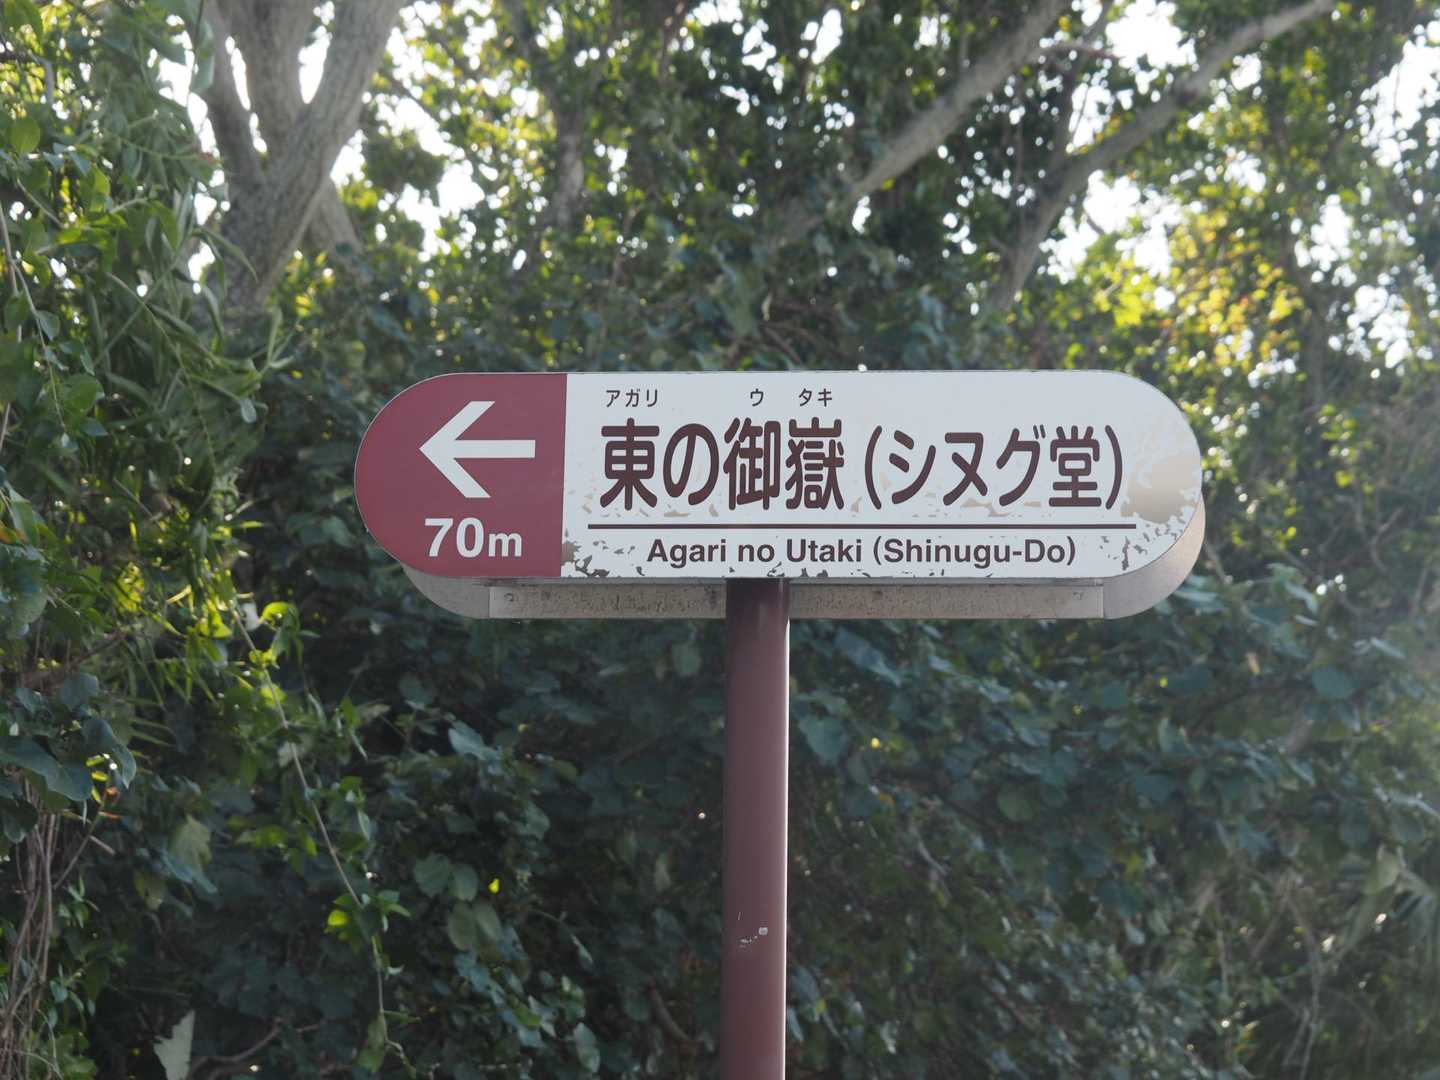 ←
70m
アガリ ウ タキ
東の御嶽(シヌグ堂)
Agari no Utaki (Shinugu-Do)